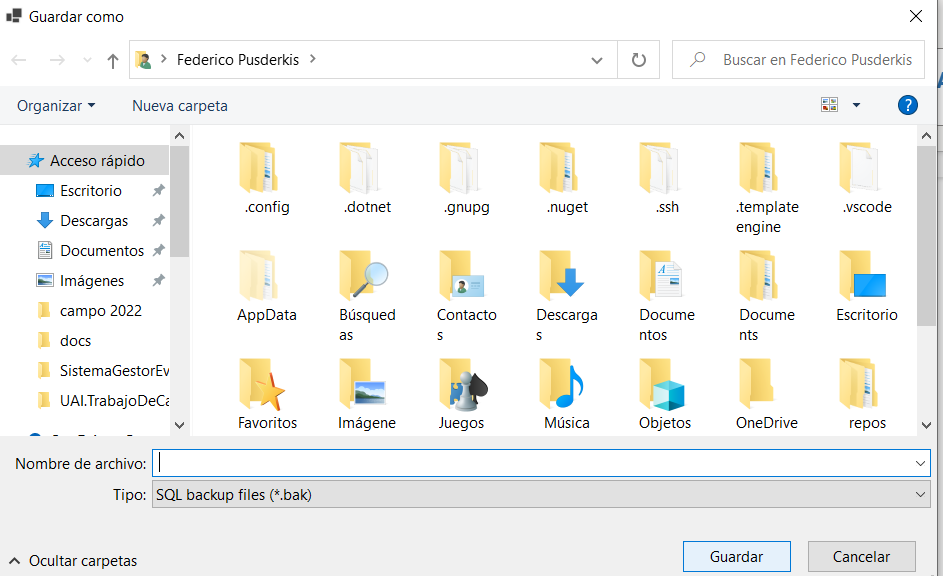 Guardar como
Federico Pusderkis
Buscar en Federico Pusderkis
Organizar
Nueva carpeta
?
Acceso rápido
Escritorio
Descargas
Documentos
Imágenes
campo 2022
docs
SistemaGestorEv
UAI.TrabajoDeCa
.config
.dotnet
.gnupg
.nuget
.ssh
.template
engine
.vscode
AppData
Búsqued
as
Contacto
s
Descarga
s
Docume
ntos
Docume
nts
Escritorio
Favoritos
Imágene
Juegos
Música
Objetos
OneDrive
repos
Nombre de archivo:
Tipo: SQL backup files (*.bak)
Ocultar carpetas
Guardar
Cancelar